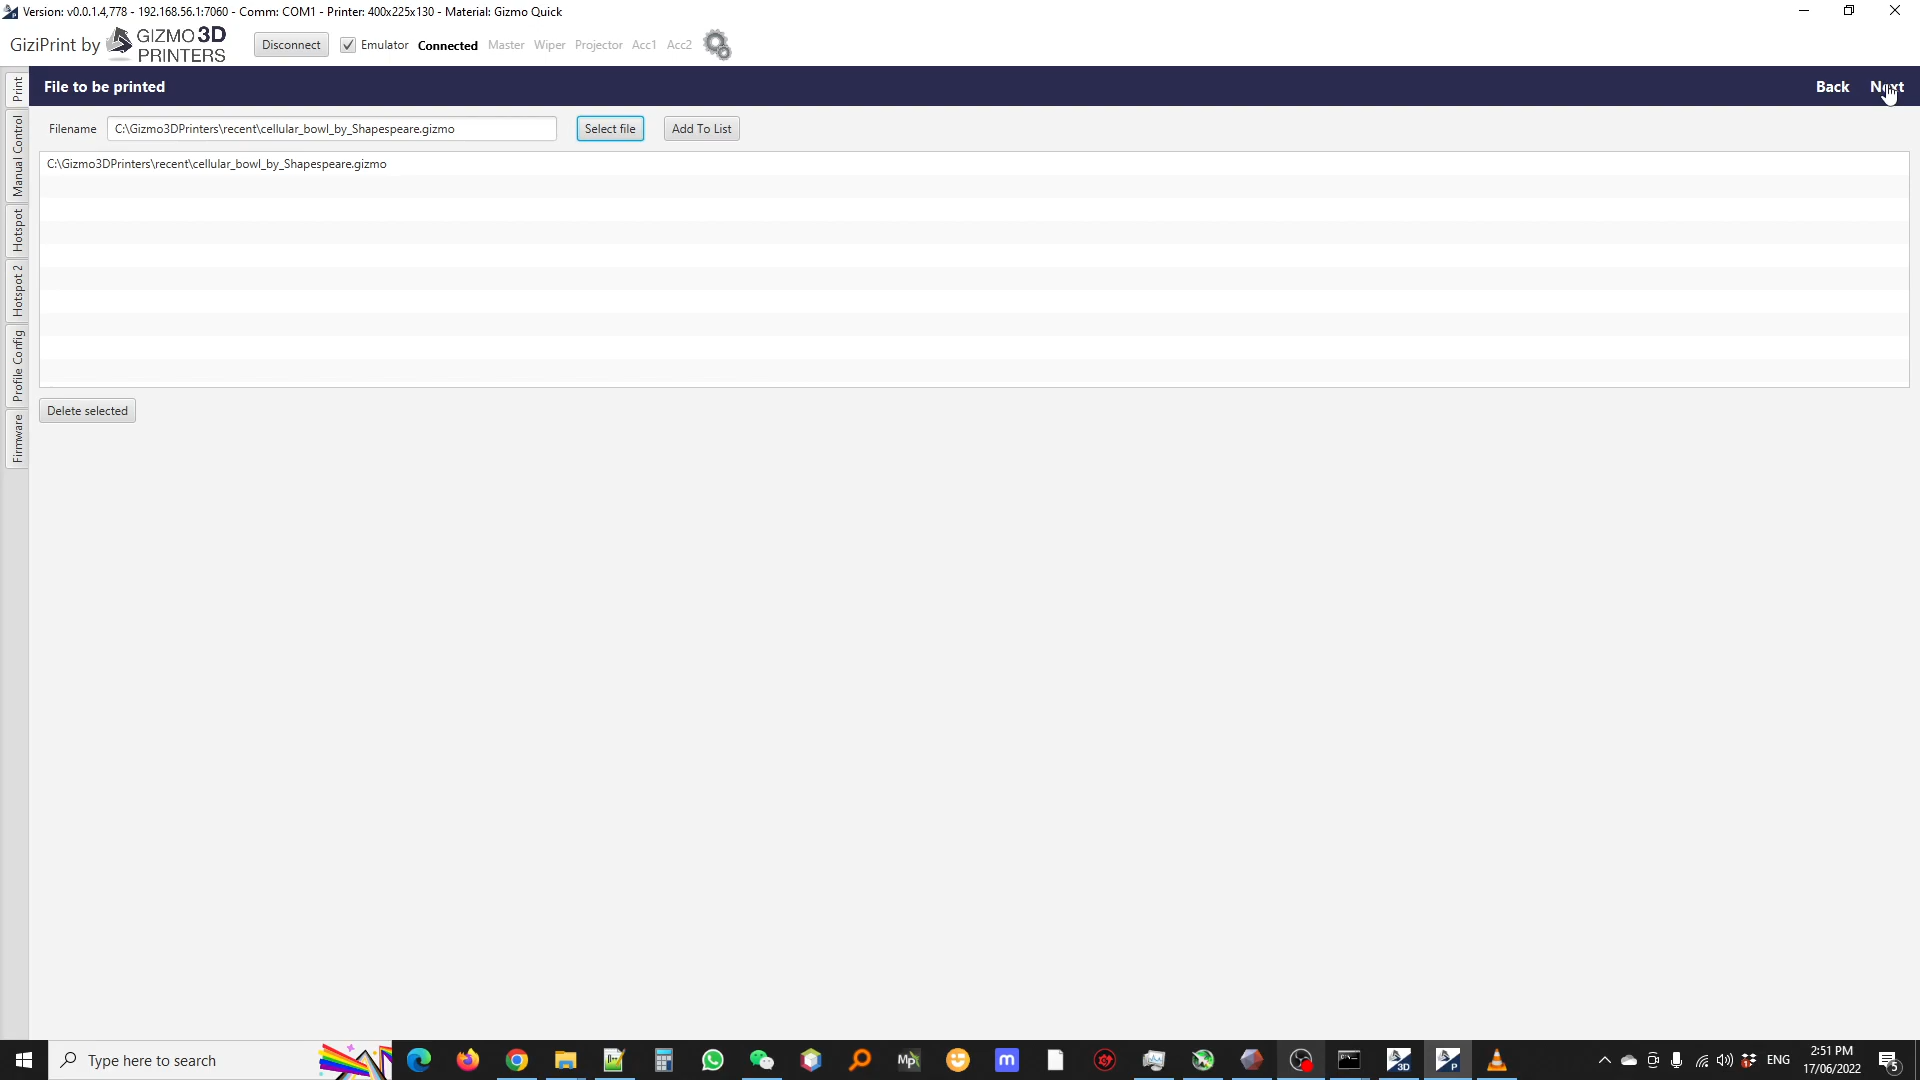 Version: v0.0.1.4,778 - 192.168.56.1:7060 - Comm: COM1 - Printer: 400x225x130 - Material: Gizmo Quick
GiziPrint by GIZMO 3D PRINTERS Disconnect Emulator Connected Master Wiper Projector Acc1 Acc2
File to be printed Back Next
Filename C:\Gizmo3DPrinters\recent\cellular_bowl_by_Shapespeare.gizmo Select file Add To List
C:\Gizmo3DPrinters\recent\cellular_bowl_by_Shapespeare.gizmo
Delete selected
Print
Manual Control
Hotspot
Hotspot 2
Profile Config
Firmware
Type here to search
ENG
2:51 PM
17/06/2022
5